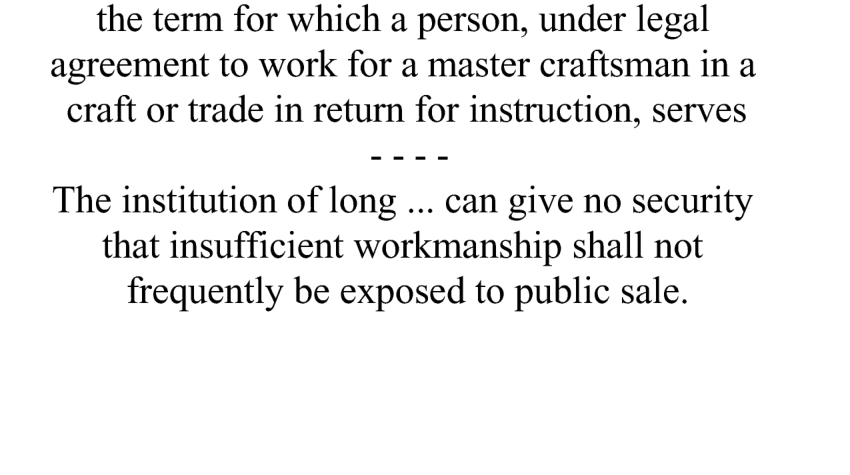 the term for which a person, under legal
agreement to work for a master craftsman in a
craft or trade in return for instruction, serves
- - - -
The institution of long ... can give no security
that insufficient workmanship shall not
frequently be exposed to public sale.